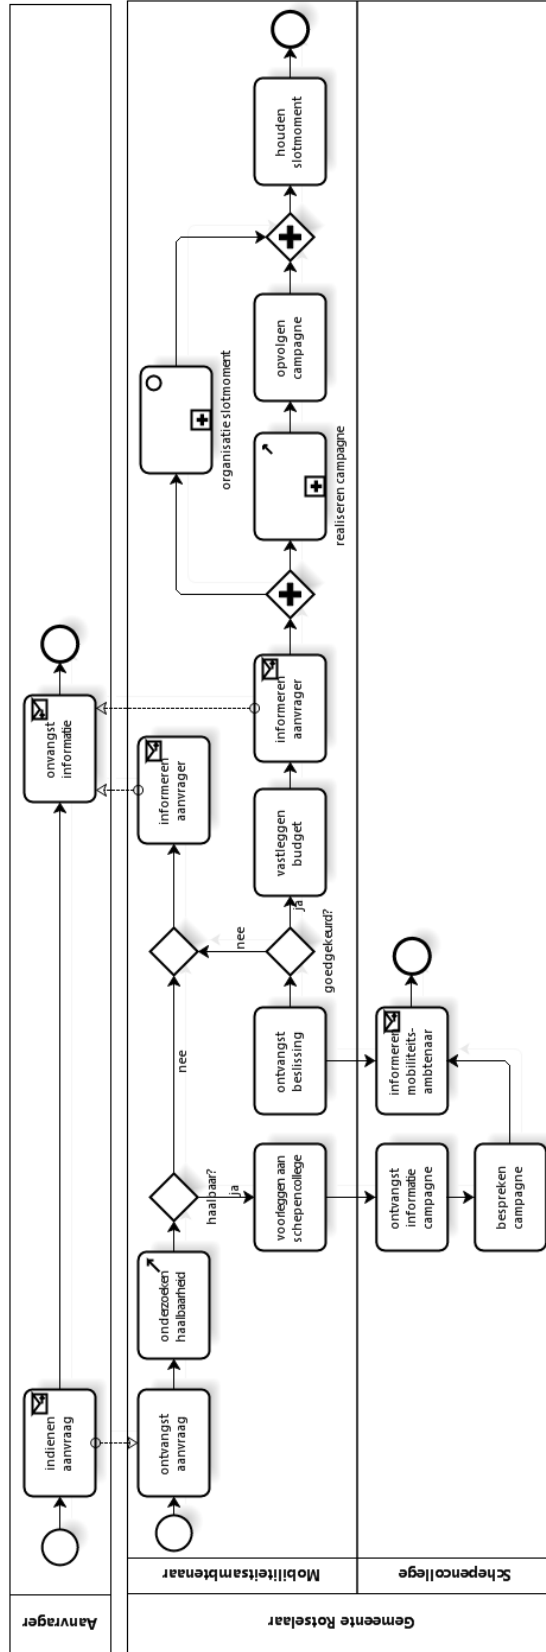 Aanvrager
indienen
aanvraag
onvangst
informatie
Gemeente Rotselaar
Mobiliteitsambtenaar
ontvangst
aanvraag
onderzoeken
haalbaarheid
haalbaar?
nee
ja
voorleggen aan
schepencollege
ontvangst
beslissing
goedgekeurd?
nee
ja
informeren
aanvrager
vastleggen
budget
informeren
aanvrager
organisatie slotmoment
realiseren campagne
opvolgen
campagne
houden
slotmoment
Schepencollege
ontvangst
informatie
campagne
bespreken
campagne
informeren
mobiliteits-
ambtenaar